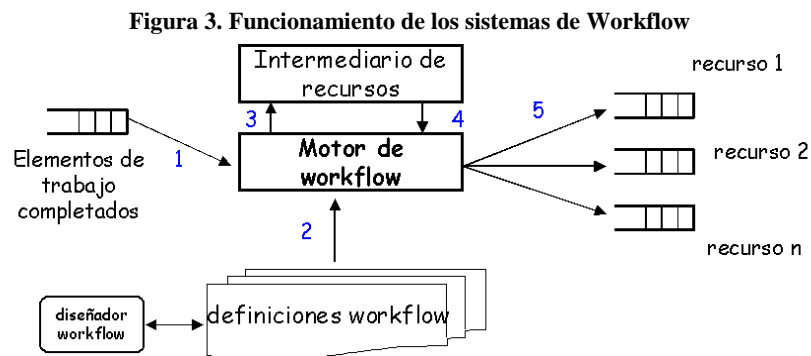 Figura 3. Funcionamiento de los sistemas de Workflow
Intermediario de
recursos
recurso 1
3
4
5
1
Elementos de
trabajo
completados
Motor de
workflow
recurso 2
2
recurso n
diseñador
workflow
definiciones workflow